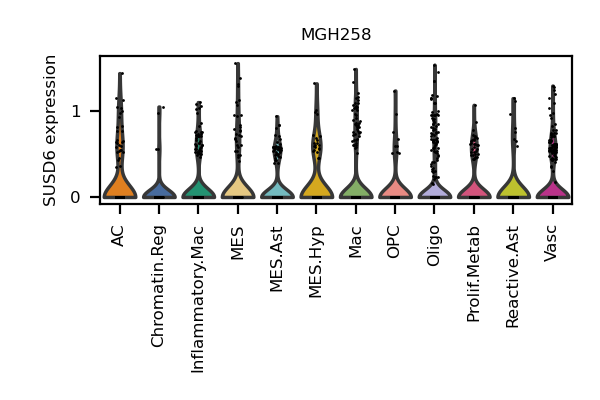 MGH258
SUSD6 expression
1
0
AC
Chromatin.Reg
Inflammatory.Mac
MES
MES.Ast
MES.Hyp
Mac
OPC
Oligo
Prolif.Metab
Reactive.Ast
Vasc